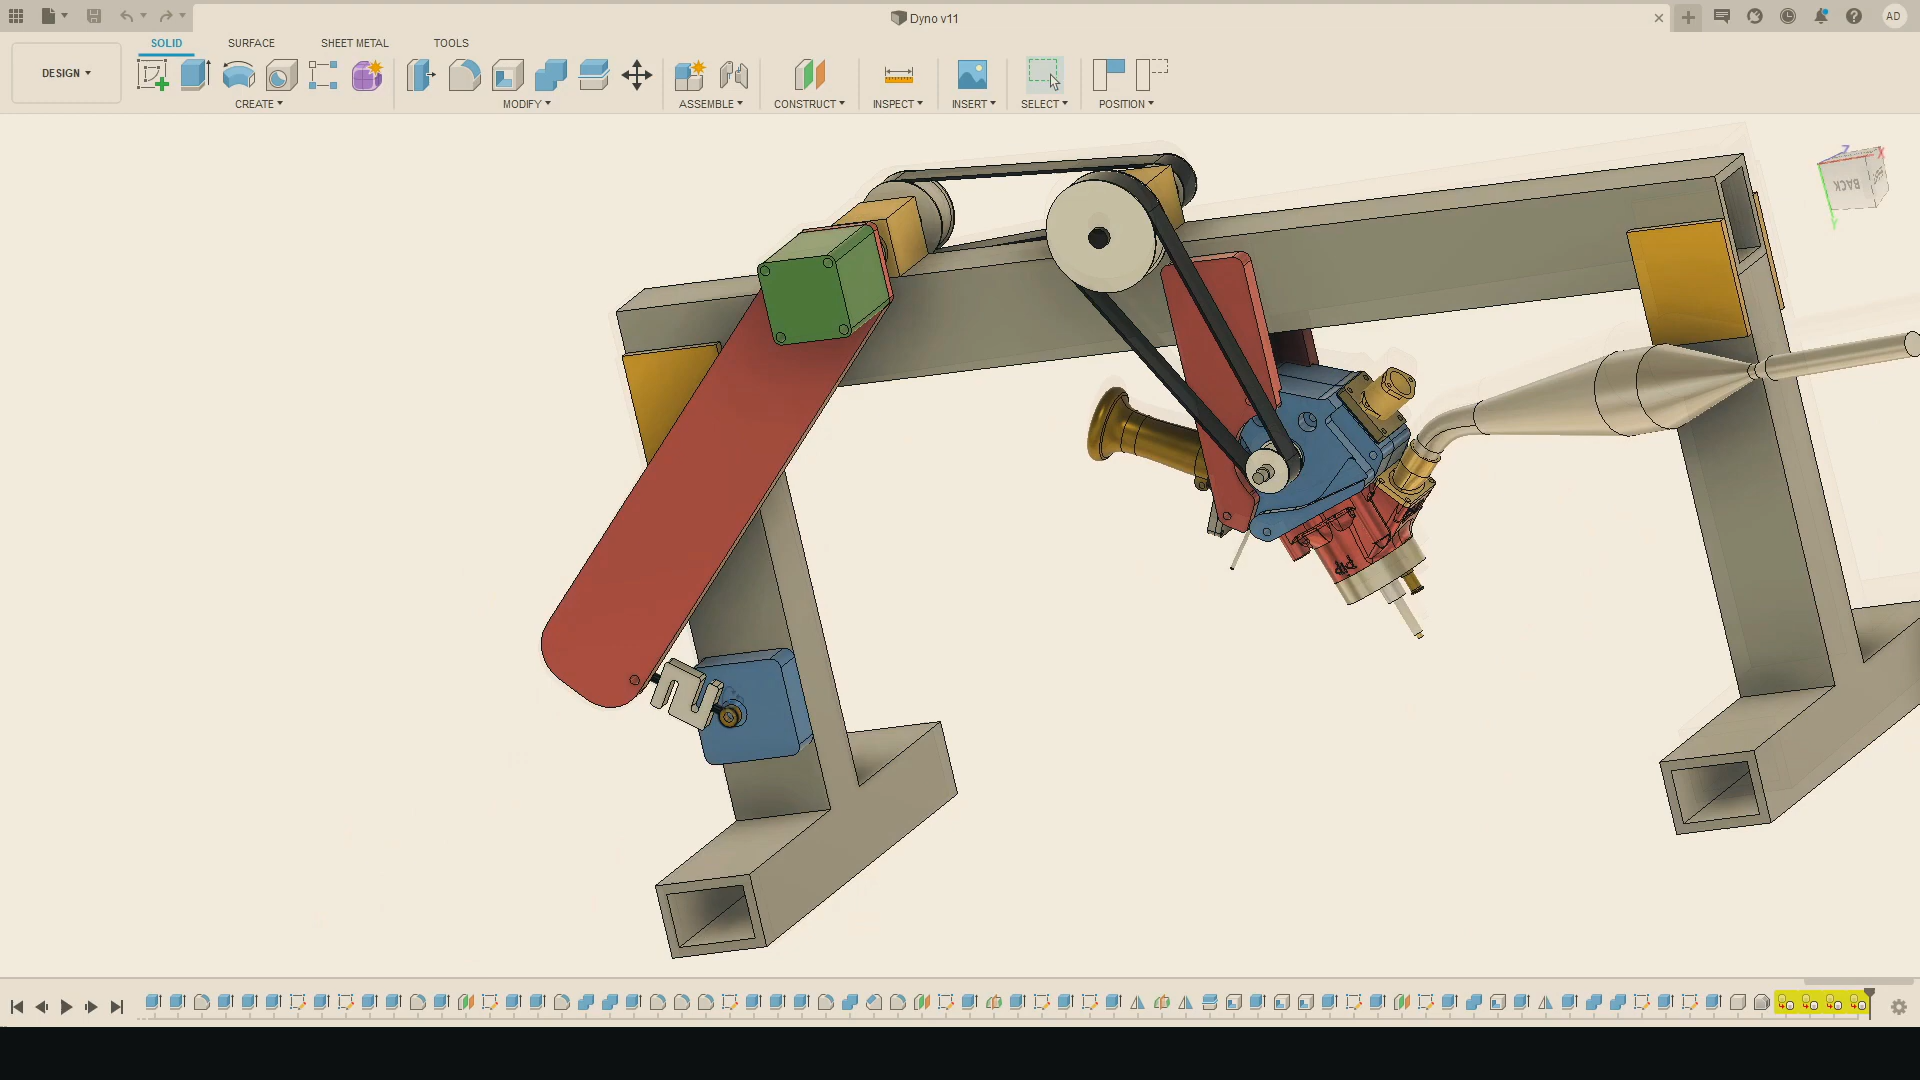 Dyno v11
AD
SOLID
SURFACE
SHEET METAL
TOOLS
DESIGN
CREATE
MODIFY
ASSEMBLE
CONSTRUCT
INSPECT
INSERT
SELECT
POSITION
Z
X
BACK
Y